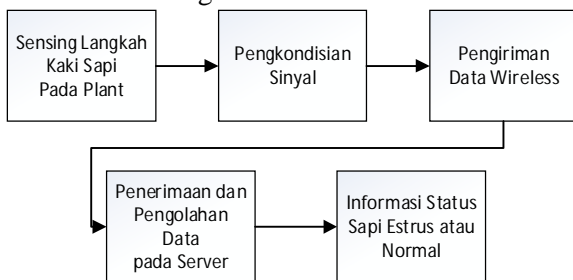 Sensing Langkah
Kaki Sapi
Pada Plant
Pengkondisian
Sinyal
Pengiriman
Data Wireless
Penerimaan dan
Pengolahan
Data
pada Server
Informasi Status
Sapi Estrus atau
Normal